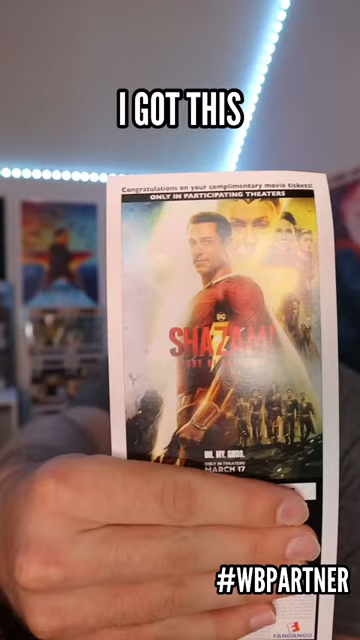 I GOT THIS
Congratulations on your complimentary movie tickets!
ONLY IN PARTICIPATING THEATERS
SHAZAM!
OH. MY. GODS.
ONLY IN THEATERS
MARCH 17
#WBPARTNER
FANDANGO